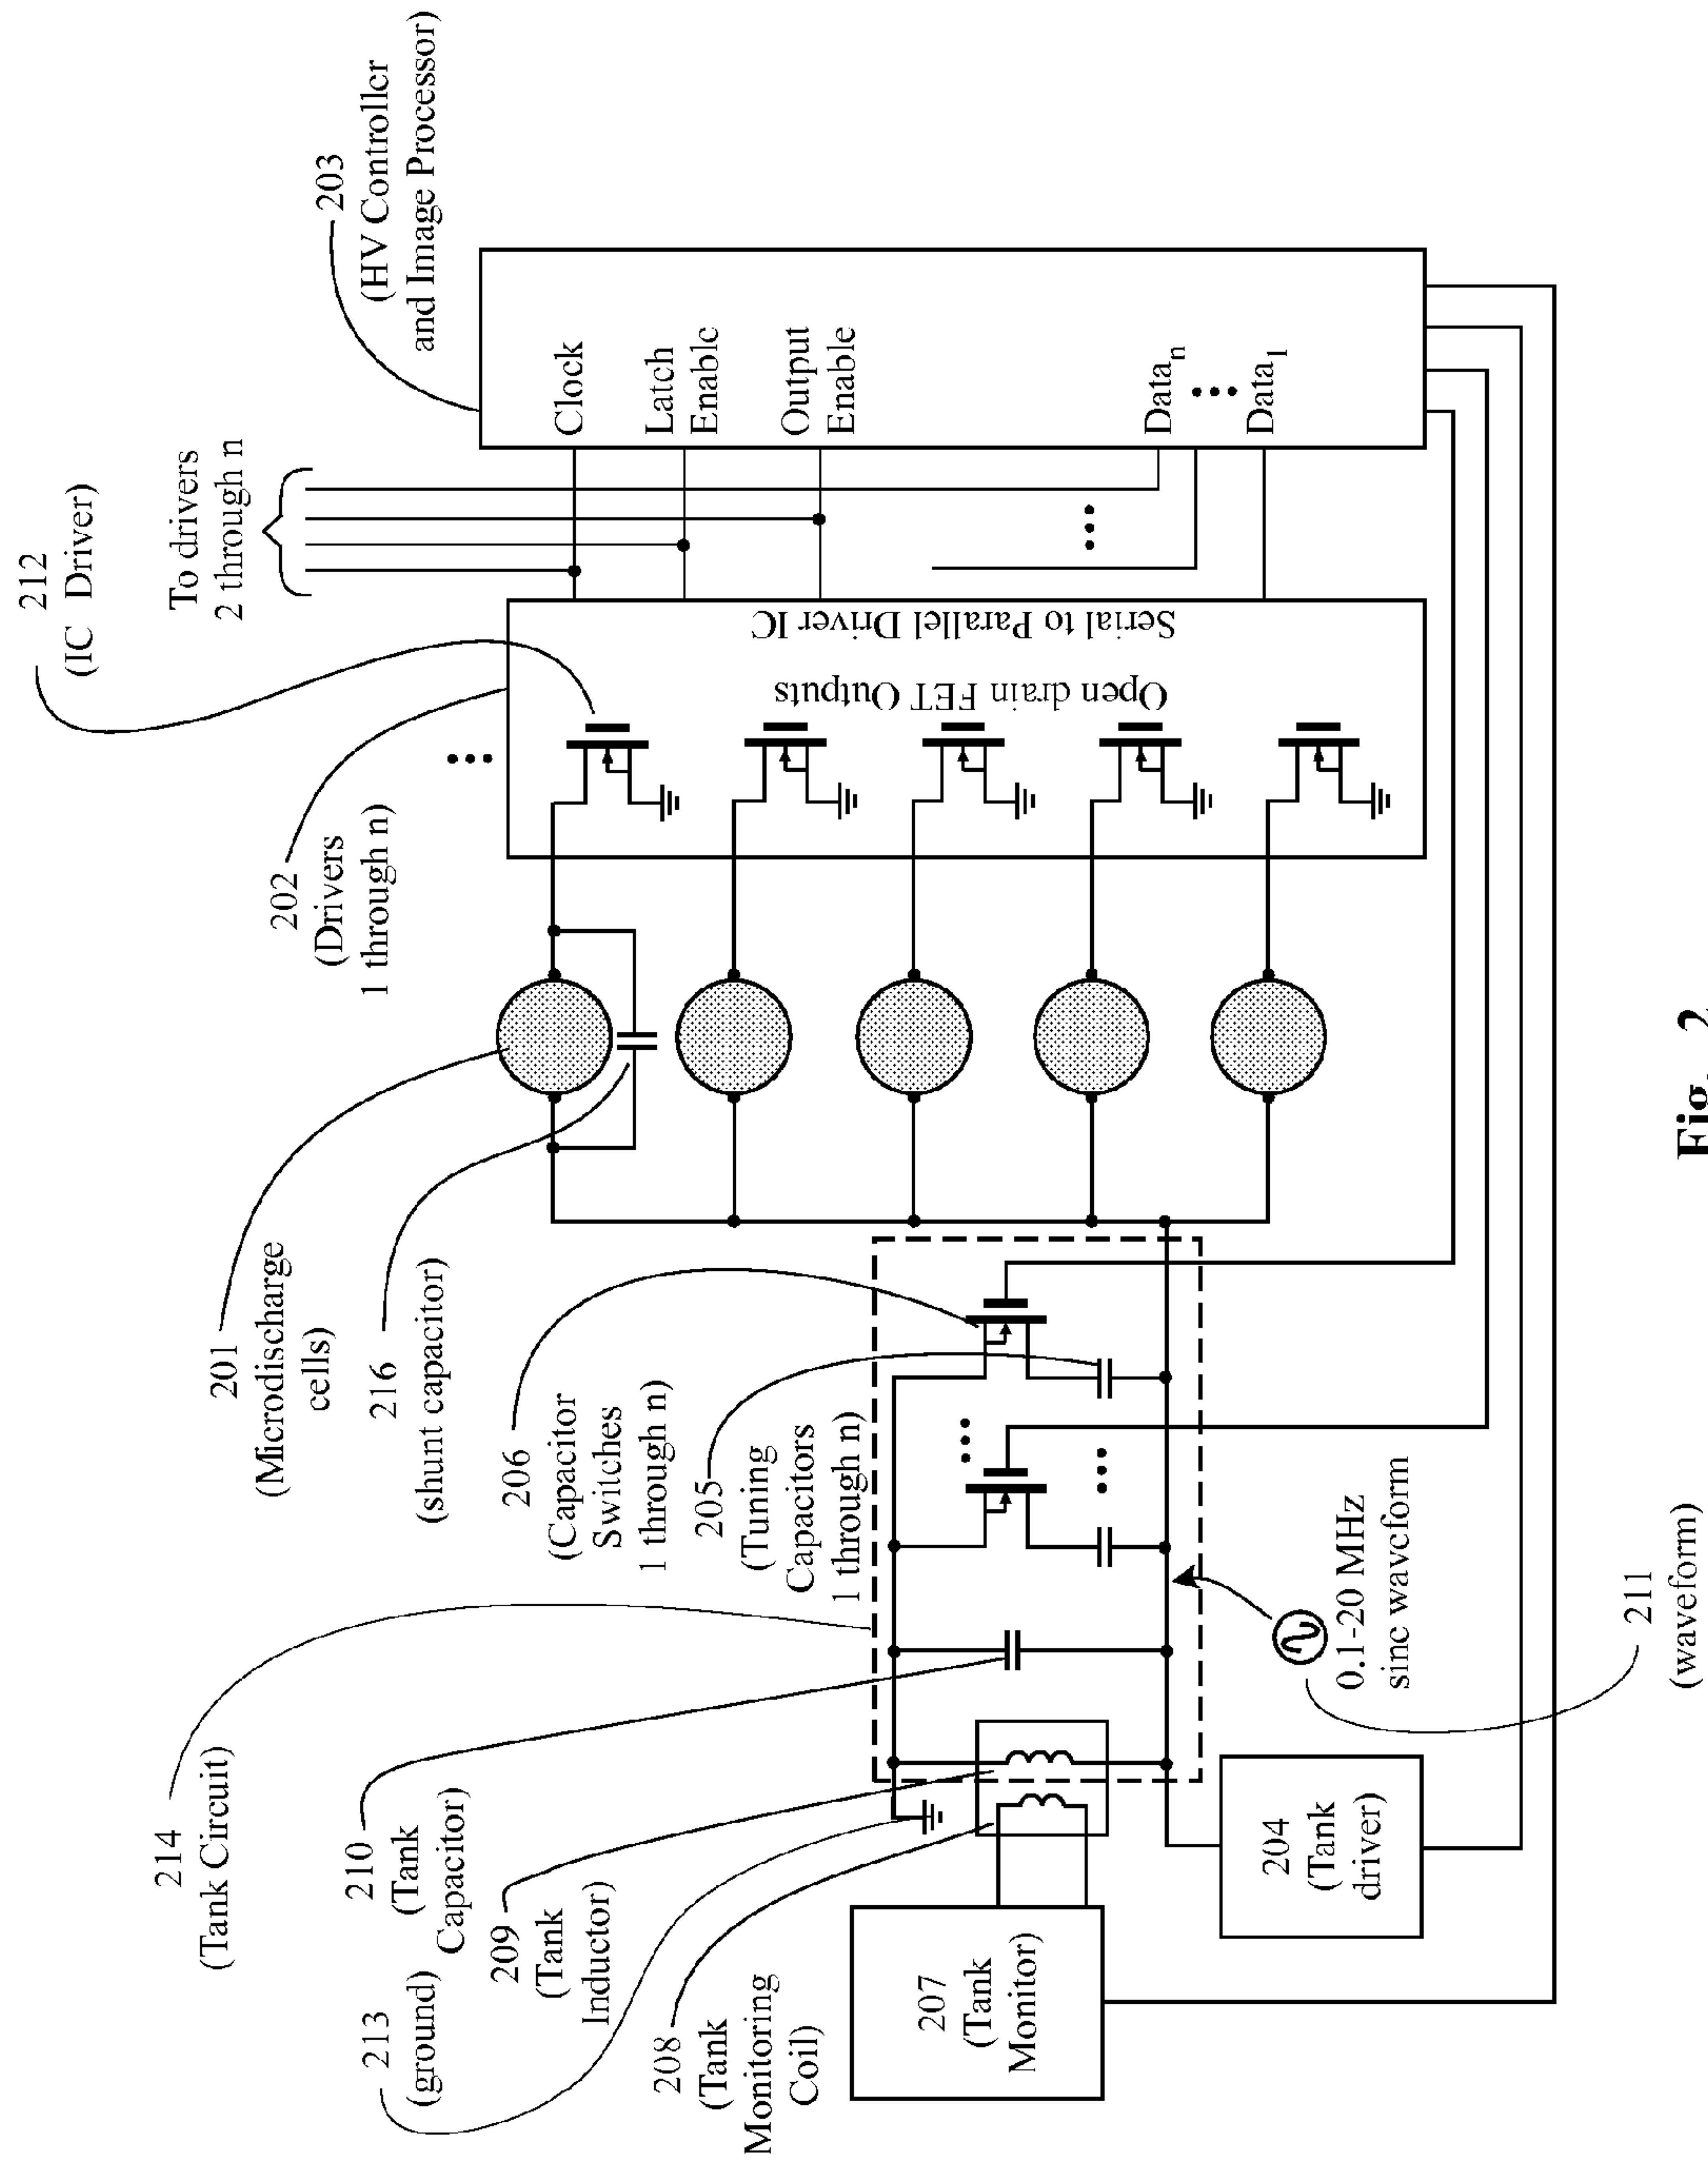 214
(Tank Circuit)
210
(Tank
Capacitor)
209
(Tank
Inductor)
213
(ground)
208
(Tank
Monitoring
Coil)
207
(Tank
Monitor)
204
(Tank
driver)
201
(Microdischarge
cells)
216
(shunt capacitor)
206
(Capacitor
Switches
1 through n)
205
(Tuning
Capacitors
1 through n)
0.1-20 MHz
sine waveform
211
(waveform)
212
(IC Driver)
202
(Drivers
1 through n)
Open drain FET Outputs
Serial to Parallel Driver IC
To drivers
2 through n
203
(HV Controller
and Image Processor)
Clock
Latch
Enable
Output
Enable
Dataₙ
Data₁
Fig. 2